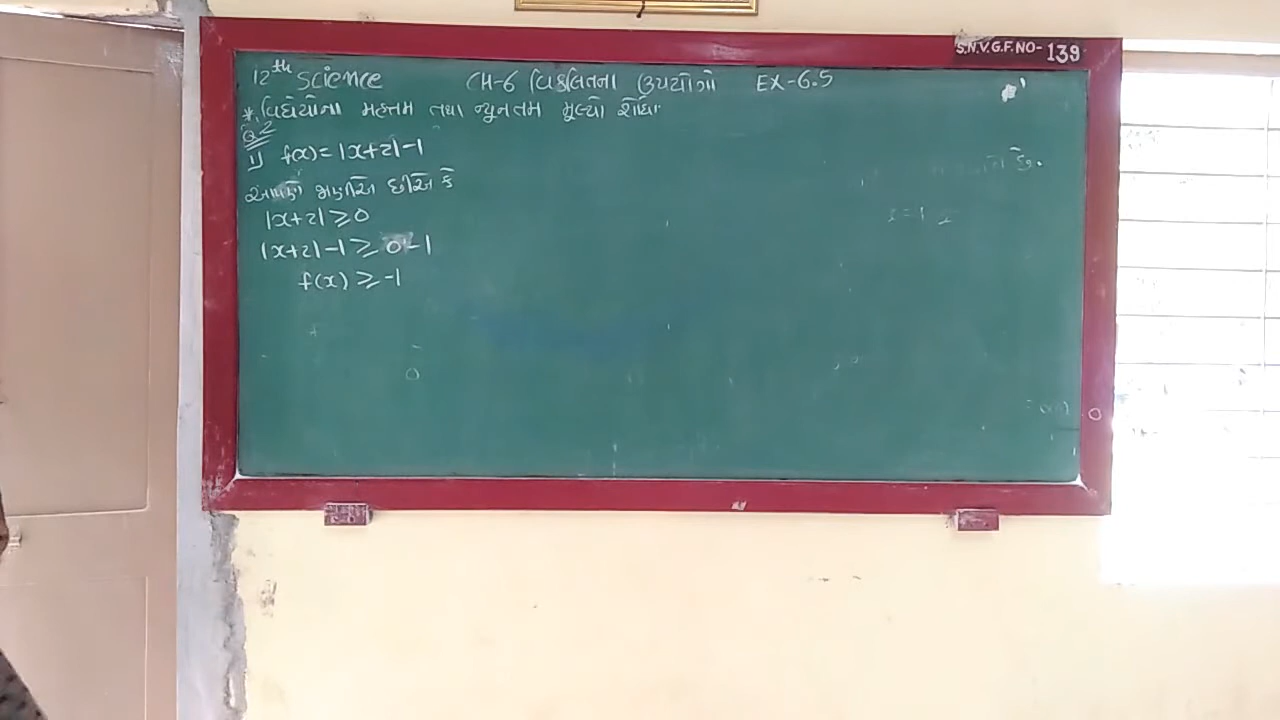 S.N.V.G.F.NO- 139
12th Science CH-6 વિકલિતના ઉપયોગો EX-6.5
*. વિધેયોના મહત્તમ તથા ન્યુનતમ મુલ્યો શોધો
Q2
1) f(x) = |x+2|-1
આપણે જાણીએ છીએ કે
|x+2| ≥ 0
|x+2|-1 ≥ 0-1
f(x) ≥ -1